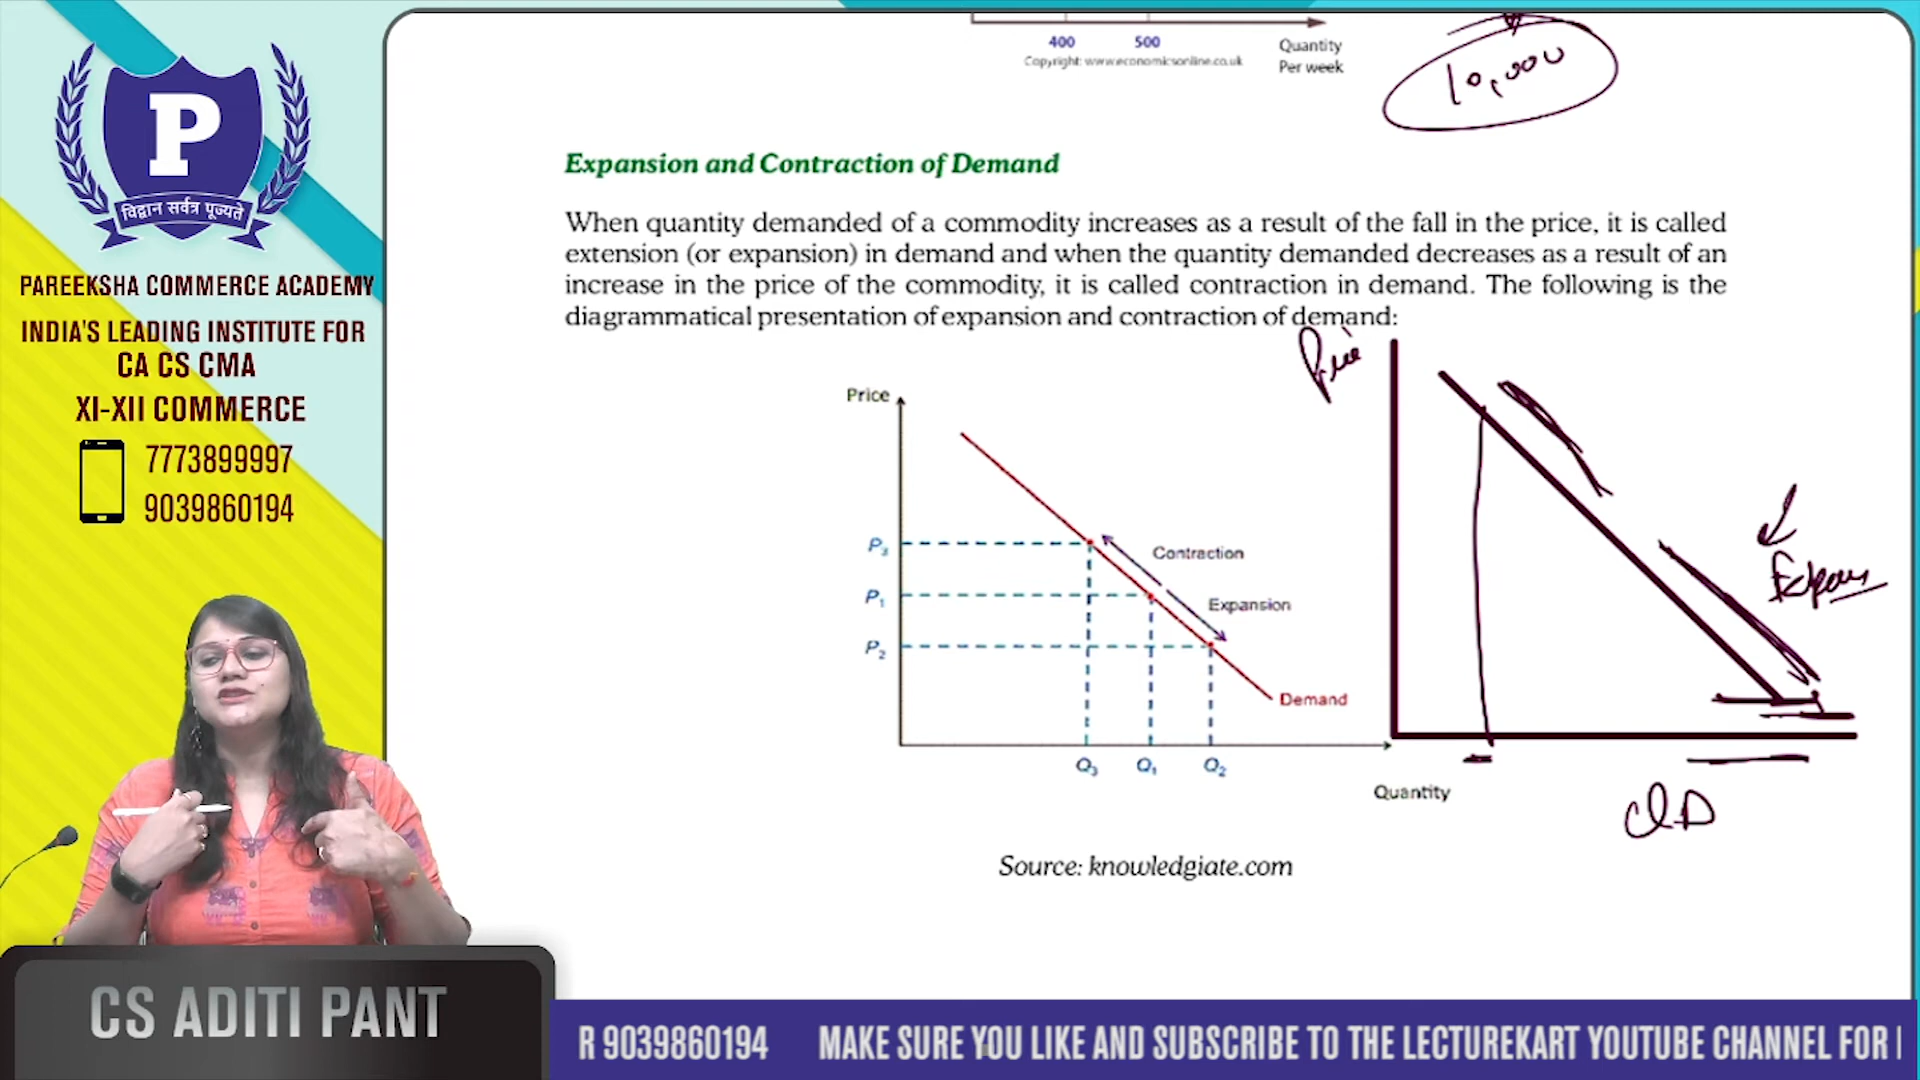 400 500 Quantity
Copyright: www.economicsonline.co.uk Per week
10,000
P
विद्वान सर्वत्र पूज्यते
PAREEKSHA COMMERCE ACADEMY
INDIA'S LEADING INSTITUTE FOR
CA CS CMA
XI-XII COMMERCE
7773899997
9039860194
Expansion and Contraction of Demand
When quantity demanded of a commodity increases as a result of the fall in the price, it is called
extension (or expansion) in demand and when the quantity demanded decreases as a result of an
increase in the price of the commodity, it is called contraction in demand. The following is the
diagrammatical presentation of expansion and contraction of demand:
Price
Price
P3
Contraction
P1
Expansion
P2
Demand
Q3 Q1 Q2
Quantity
QD
Source: knowledgiate.com
CS ADITI PANT
R 9039860194 MAKE SURE YOU LIKE AND SUBSCRIBE TO THE LECTUREKART YOUTUBE CHANNEL FOR